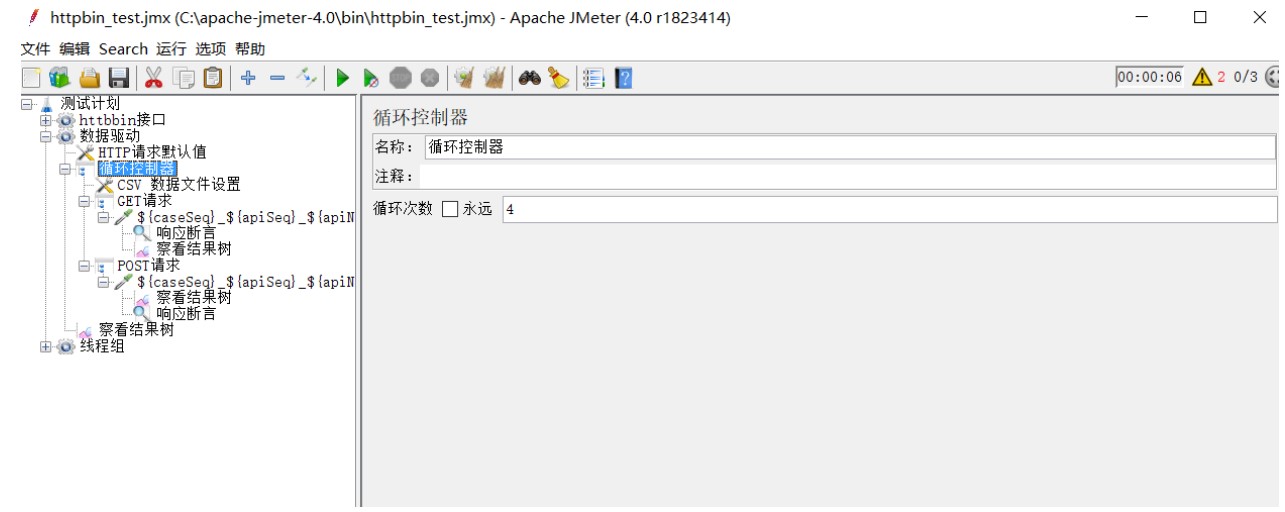 httpbin_test.jmx (C:\apache-jmeter-4.0\bin\httpbin_test.jmx) - Apache JMeter (4.0 r1823414)
文件 编辑 Search 运行 选项 帮助
00:00:06 2 0/3
测试计划
httbbin接口
数据驱动
HTTP请求默认值
循环控制器
CSV 数据文件设置
GET请求
${caseSeq}_${apiSeq}_${apiN
响应断言
察看结果树
POST请求
${caseSeq}_${apiSeq}_${apiN
察看结果树
响应断言
察看结果树
线程组
循环控制器
名称： 循环控制器
注释：
循环次数 永远 4